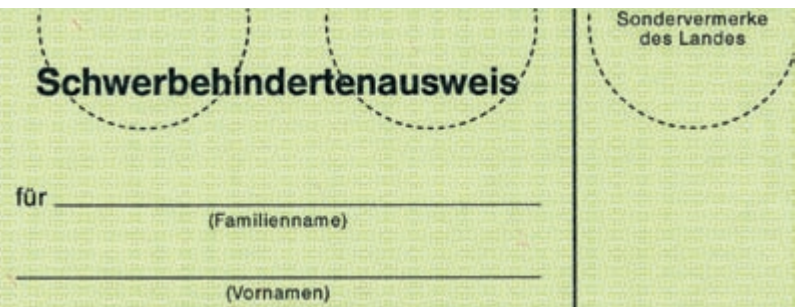 Schwerbehindertenausweis
für
(Familienname)
(Vornamen)
Sondervermerke
des Landes